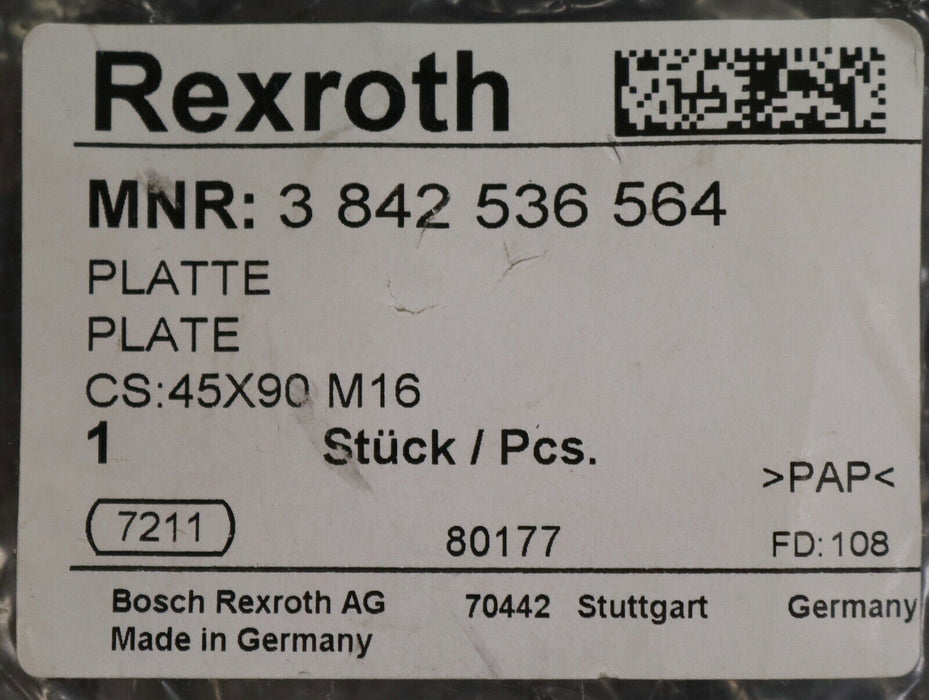 Rexroth
MNR: 3 842 536 564
PLATTE
PLATE
CS:45X90 M16
1 Stück / Pcs.
>PAP<
7211 80177 FD:108
Bosch Rexroth AG 70442 Stuttgart Germany
Made in Germany